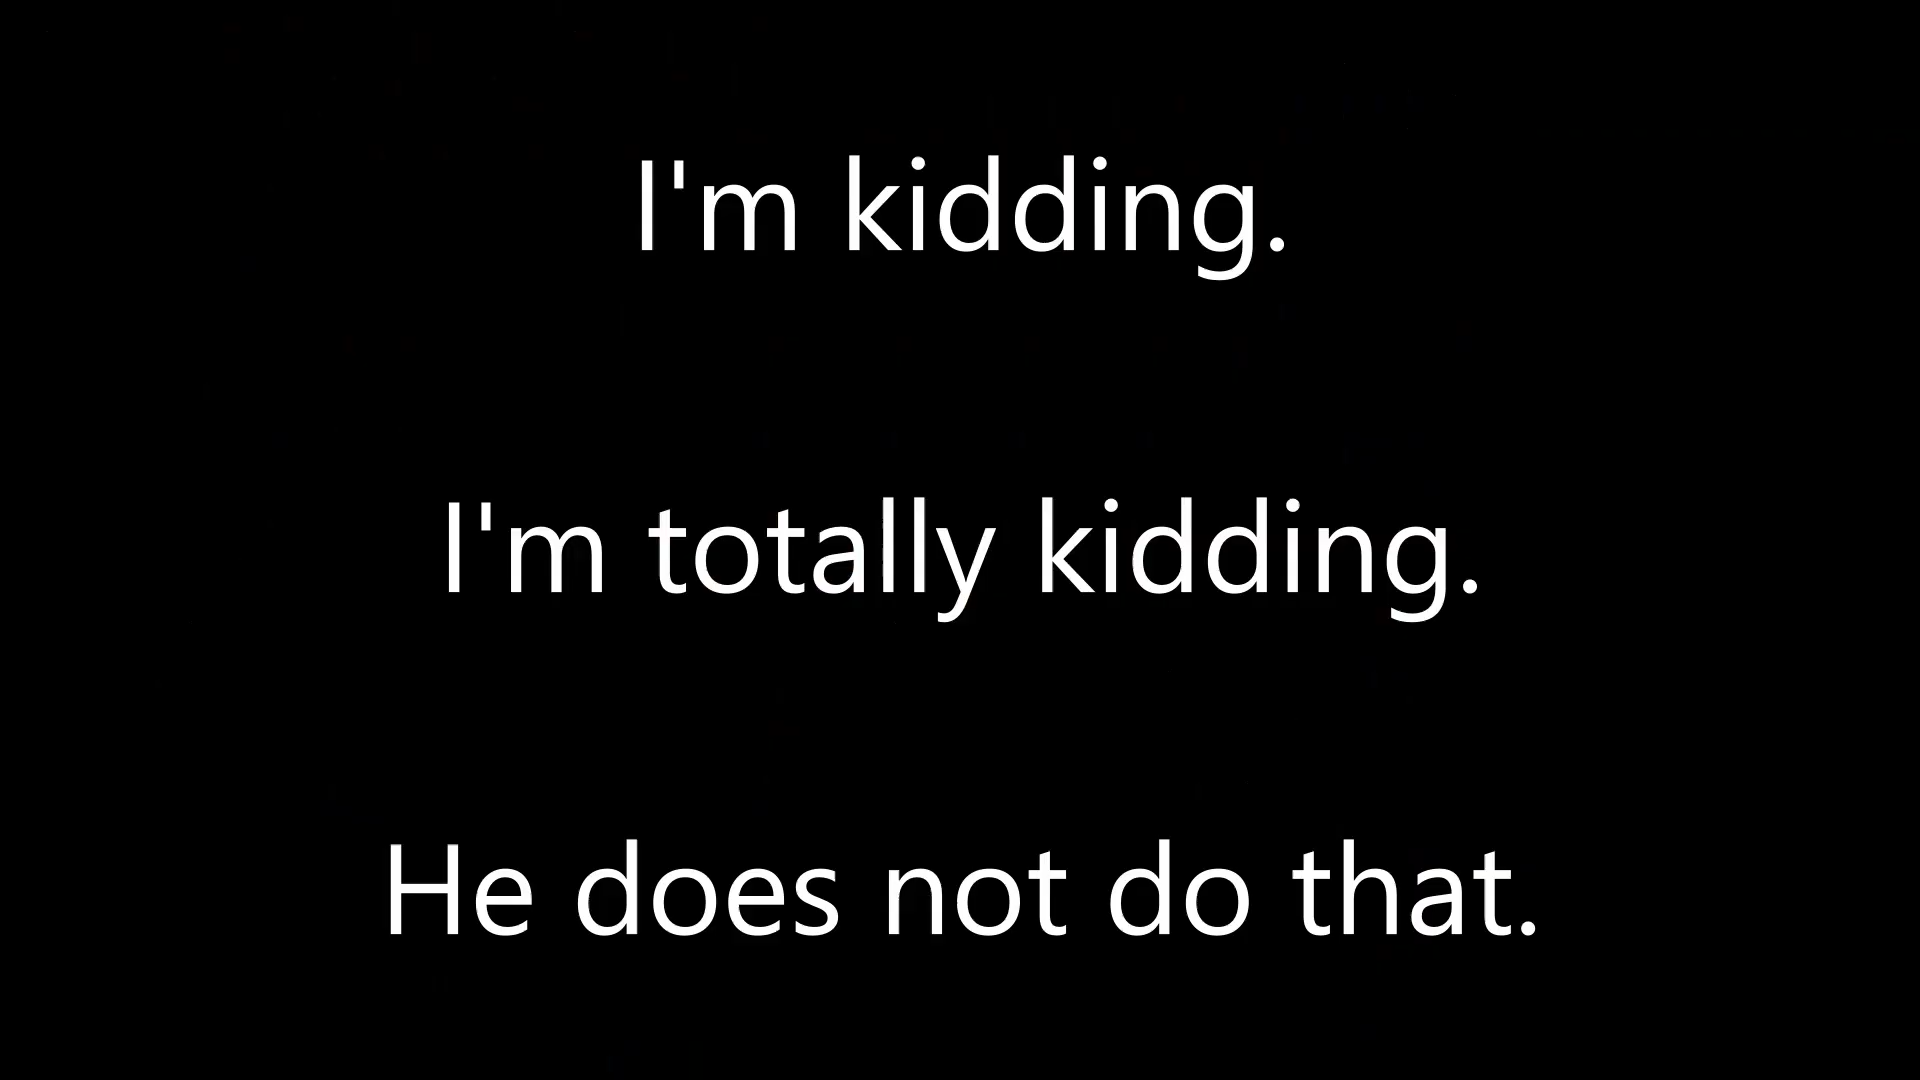 I'm kidding.
I'm totally kidding.
He does not do that.